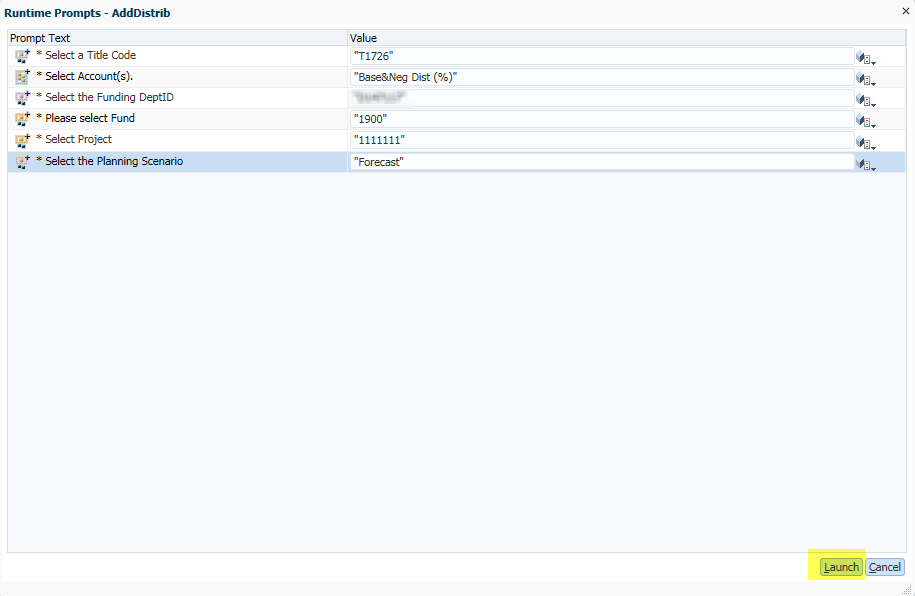 Runtime Prompts - AddDistrib
Prompt Text Value
* Select a Title Code "T1726"
* Select Account(s). "Base&Neg Dist (%)"
* Select the Funding DeptID
* Please select Fund "1900"
* Select Project "1111111"
* Select the Planning Scenario "Forecast"
Launch Cancel